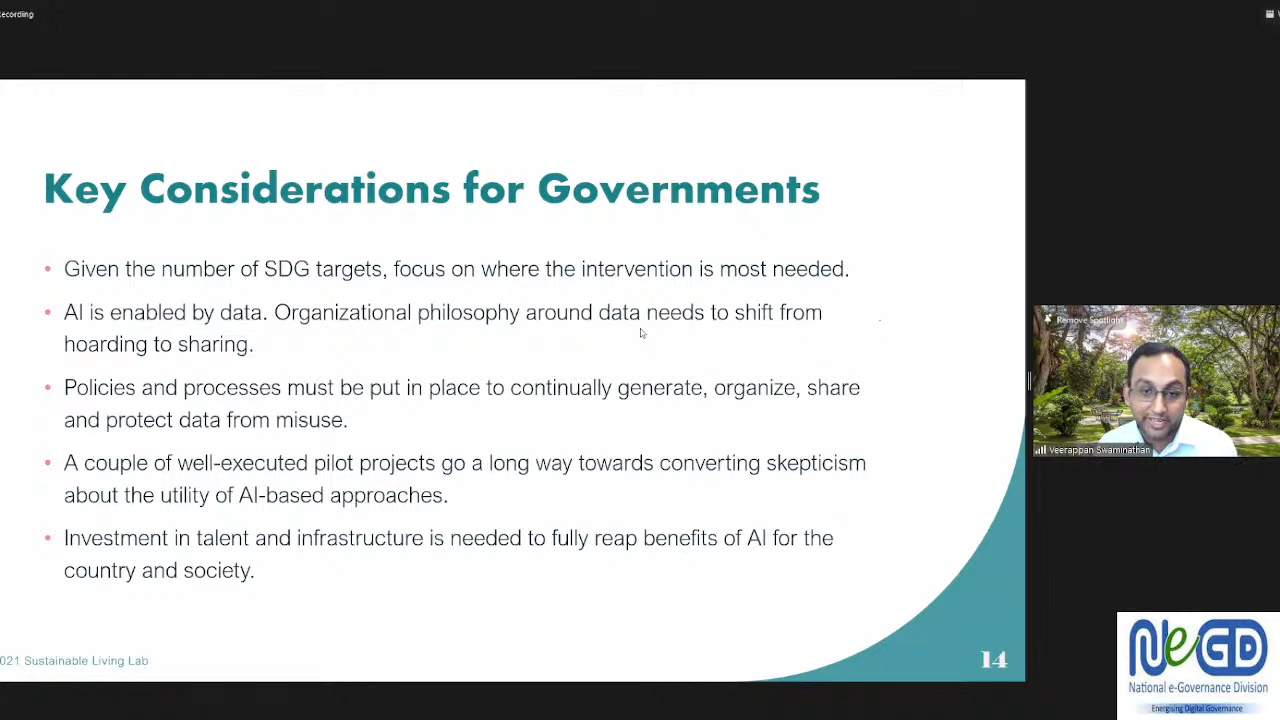 ecording
Key Considerations for Governments
• Given the number of SDG targets, focus on where the intervention is most needed.
• AI is enabled by data. Organizational philosophy around data needs to shift from
hoarding to sharing.
• Policies and processes must be put in place to continually generate, organize, share
and protect data from misuse.
• A couple of well-executed pilot projects go a long way towards converting skepticism
about the utility of AI-based approaches.
• Investment in talent and infrastructure is needed to fully reap benefits of AI for the
country and society.
021 Sustainable Living Lab
14
Remove Spotlight
Veerappan Swaminathan
NeGD
National e-Governance Division
Energising Digital Governance